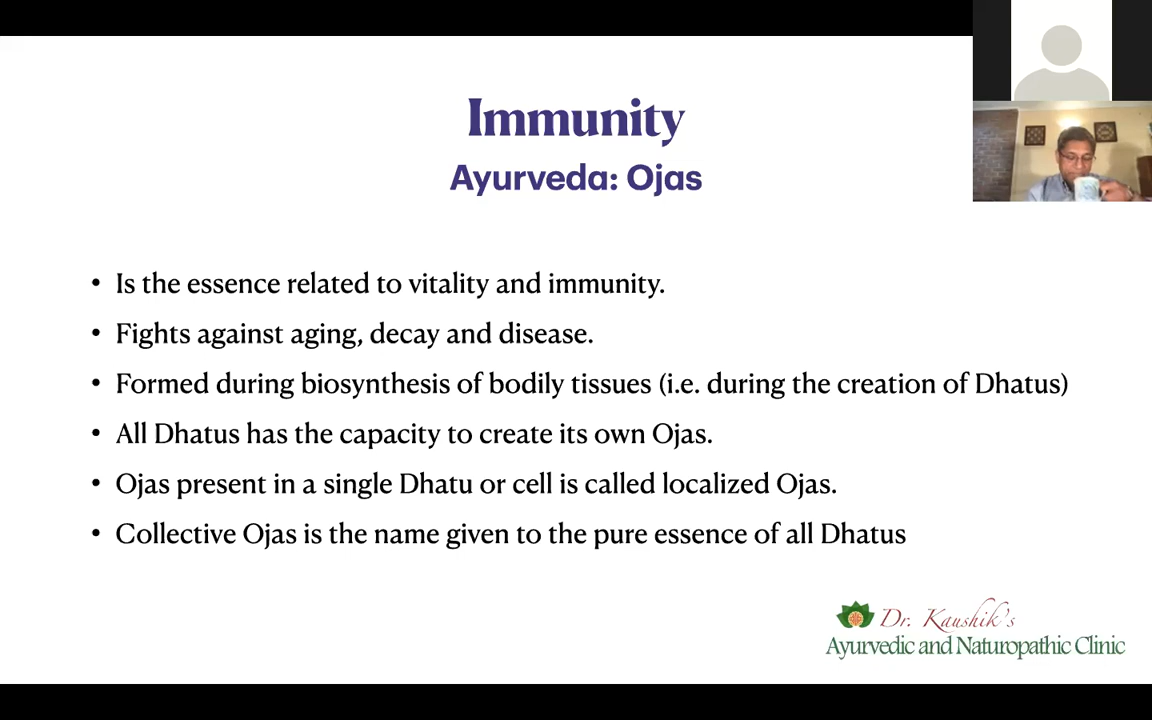 Immunity
Ayurveda: Ojas
• Is the essence related to vitality and immunity.
• Fights against aging, decay and disease.
• Formed during biosynthesis of bodily tissues (i.e. during the creation of Dhatus)
• All Dhatus has the capacity to create its own Ojas.
• Ojas present in a single Dhatu or cell is called localized Ojas.
• Collective Ojas is the name given to the pure essence of all Dhatus
Dr. Kaushik's
Ayurvedic and Naturopathic Clinic